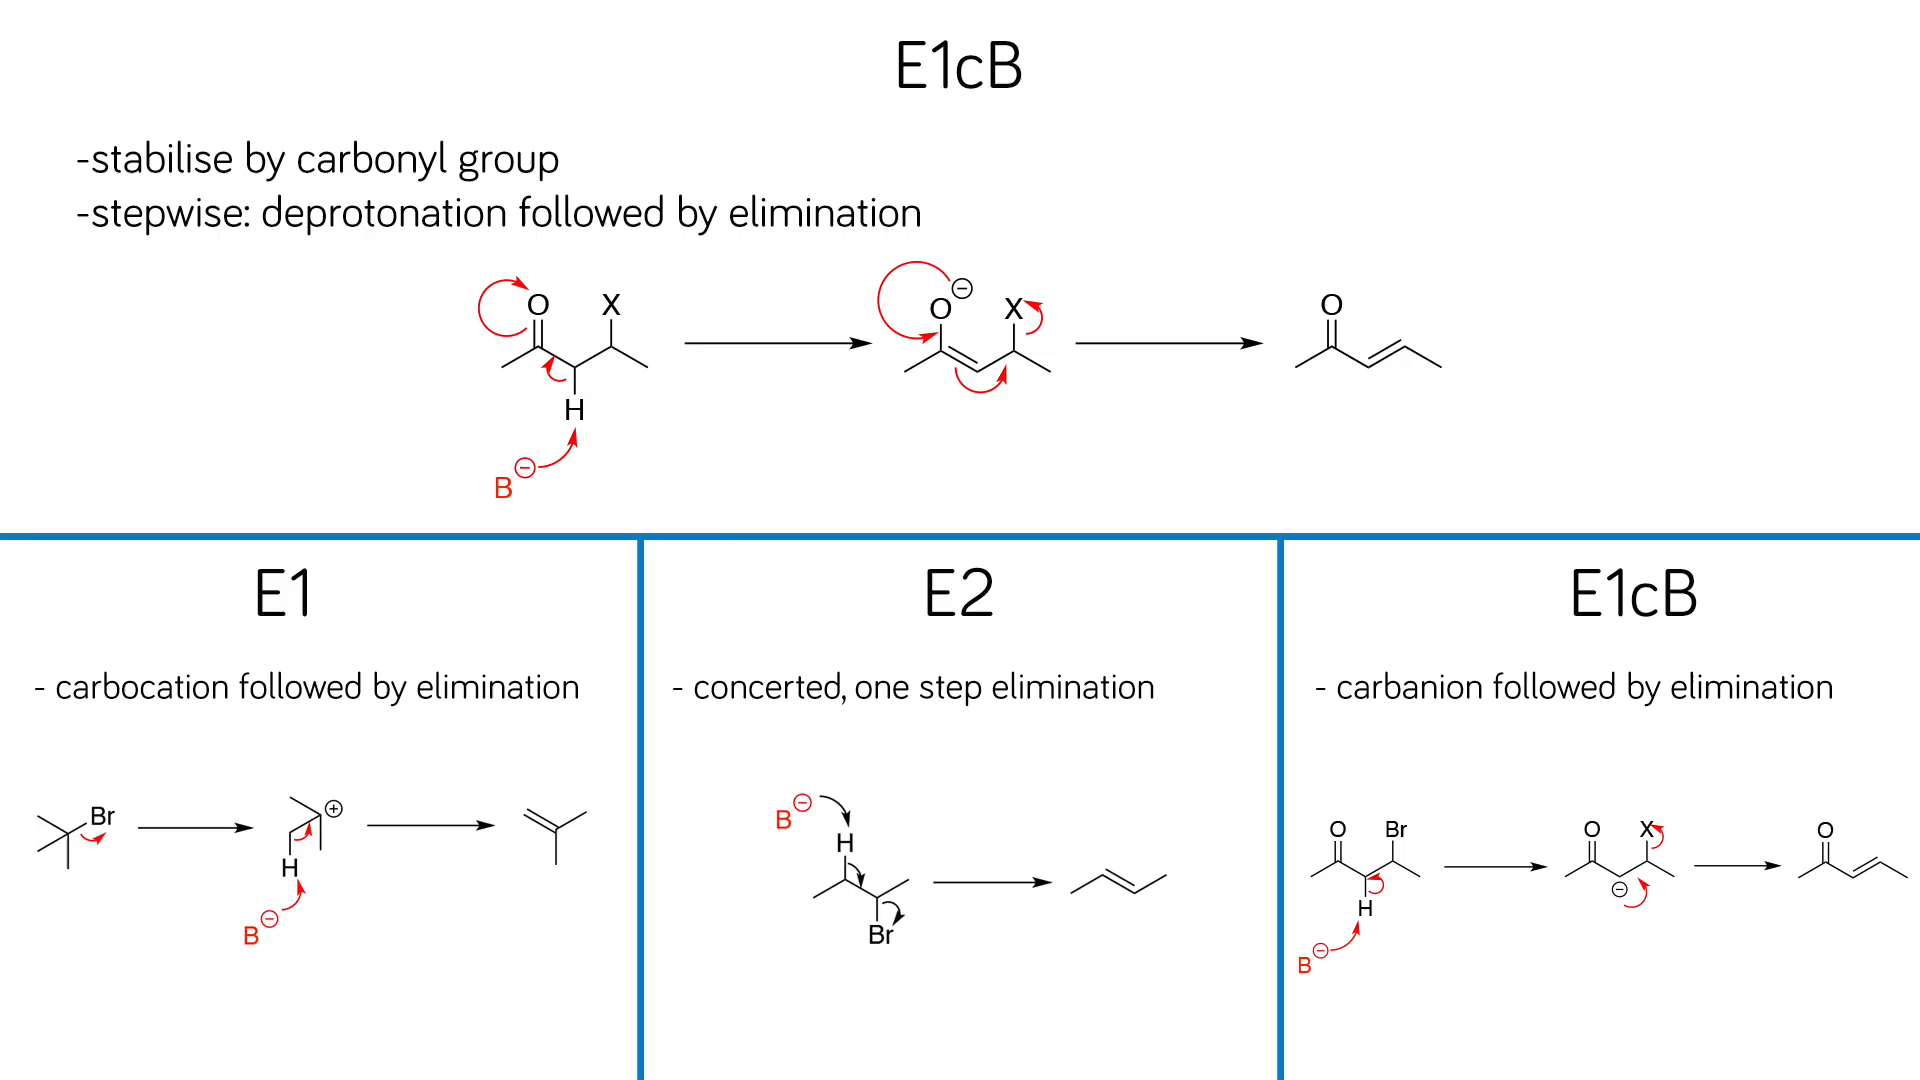 E1cB
-stabilise by carbonyl group
-stepwise: deprotonation followed by elimination
O X O ⊖ X O
H
B ⊖
E1 E2 E1cB
- carbocation followed by elimination
- concerted, one step elimination
- carbanion followed by elimination
Br ⊕
H
B ⊖
B ⊖
H
Br
O Br O X O
H ⊖
B ⊖